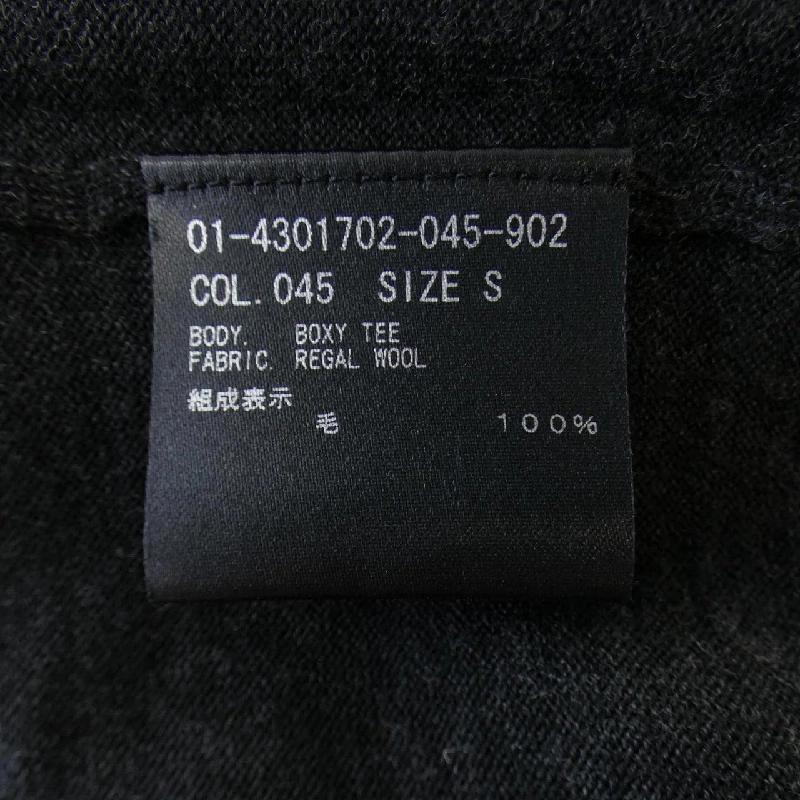 01-4301702-045-902
COL.045 SIZE S
BODY. BOXY TEE
FABRIC. REGAL WOOL
組成表示
毛 100%